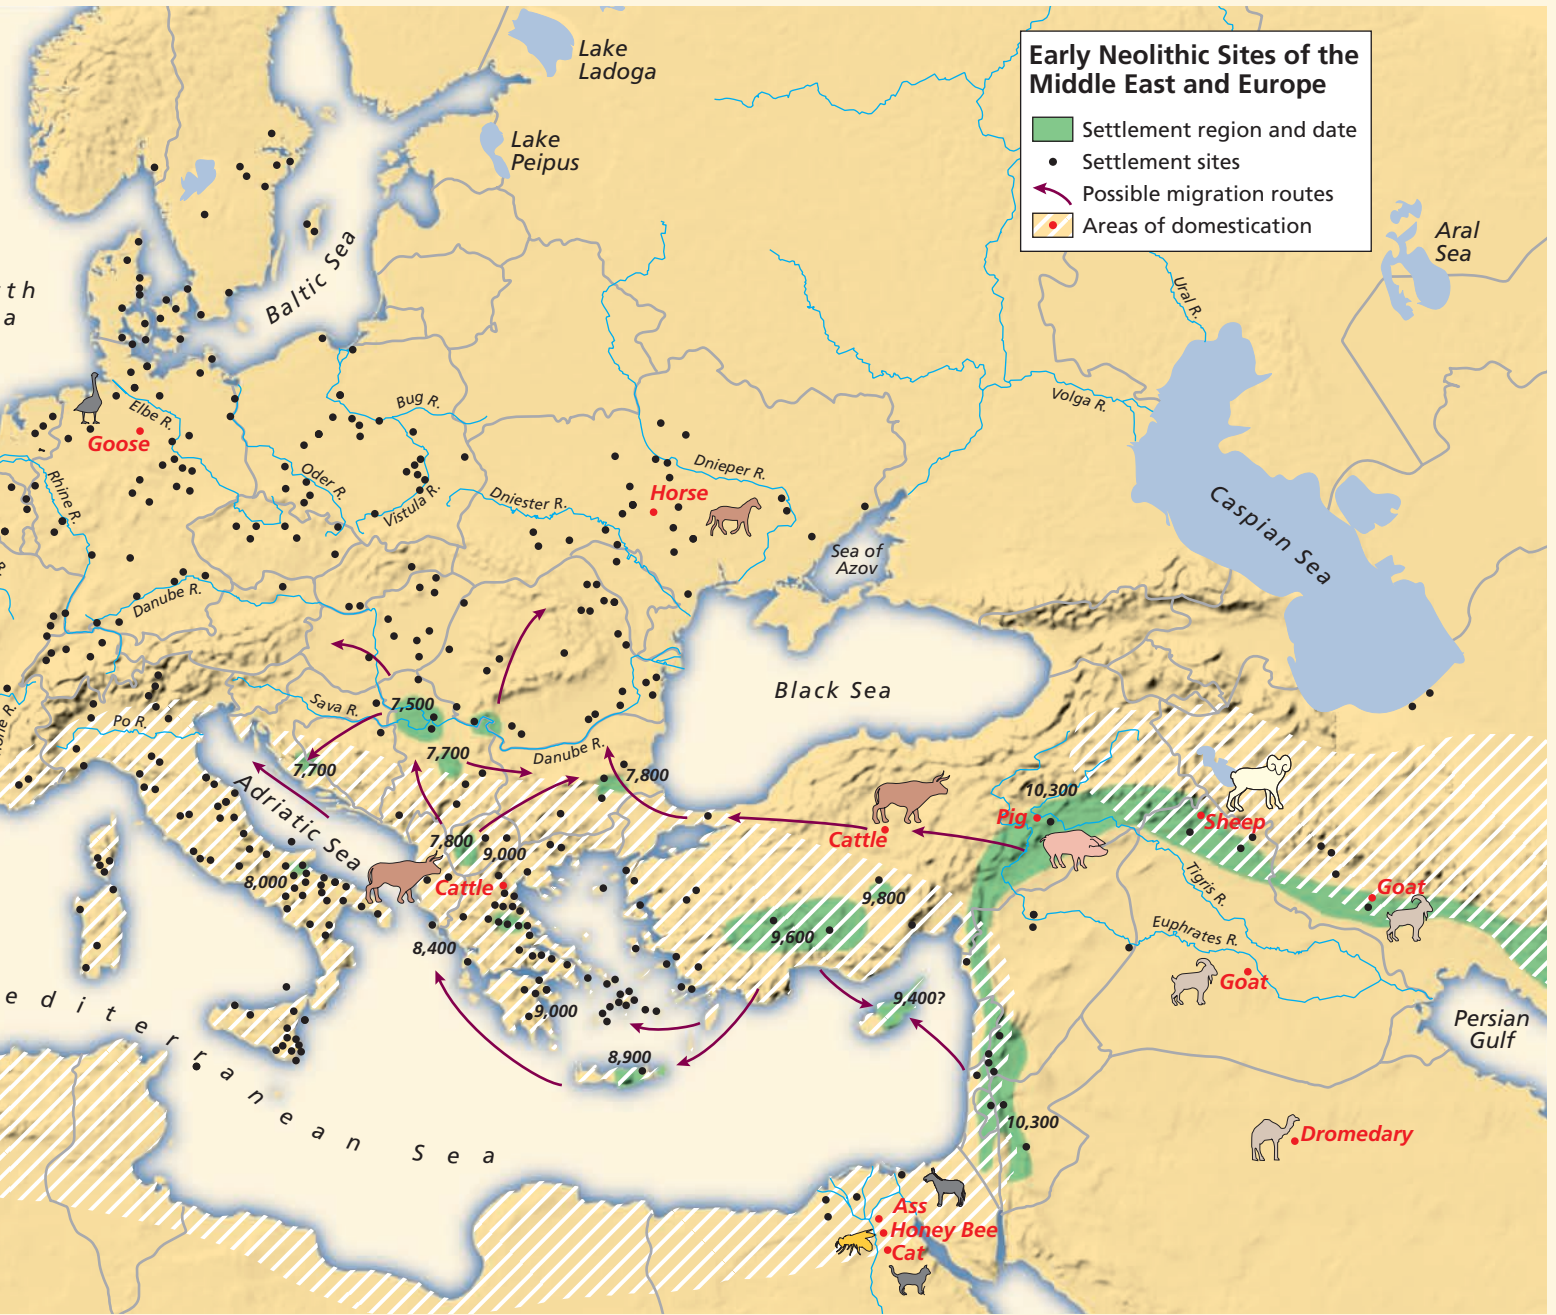 Early Neolithic Sites of the
Middle East and Europe
Settlement region and date
Settlement sites
Possible migration routes
Areas of domestication
Lake
Ladoga
Lake
Peipus
Aral
Sea
Ural R.
Baltic Sea
th
a
Volga R.
Bug R.
Elbe R.
Goose
Dnieper R.
Oder R.
Rhine R.
Vistula R.
Dniester R.
Horse
Caspian Sea
Sea of
Azov
R.
Danube R.
Black Sea
Sava R.
7,500
Po R.
7,700
Danube R.
7,700
7,800
10,300
Adriatic Sea
Pig
Sheep
Cattle
7,800
9,000
8,000
Cattle
Tigris R.
Goat
9,800
9,600
8,400
Euphrates R.
Goat
9,400?
9,000
Persian
Gulf
8,900
editerranean Sea
10,300
Dromedary
Ass
Honey Bee
Cat